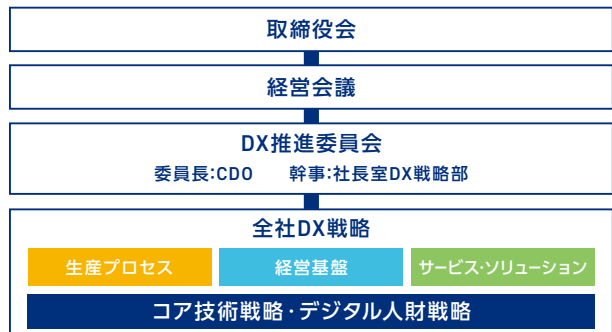 取締役会
経営会議
DX推進委員会
委員長:CDO 幹事:社長室DX戦略部
全社DX戦略
生産プロセス 経営基盤 サービス・ソリューション
コア技術戦略・デジタル人財戦略